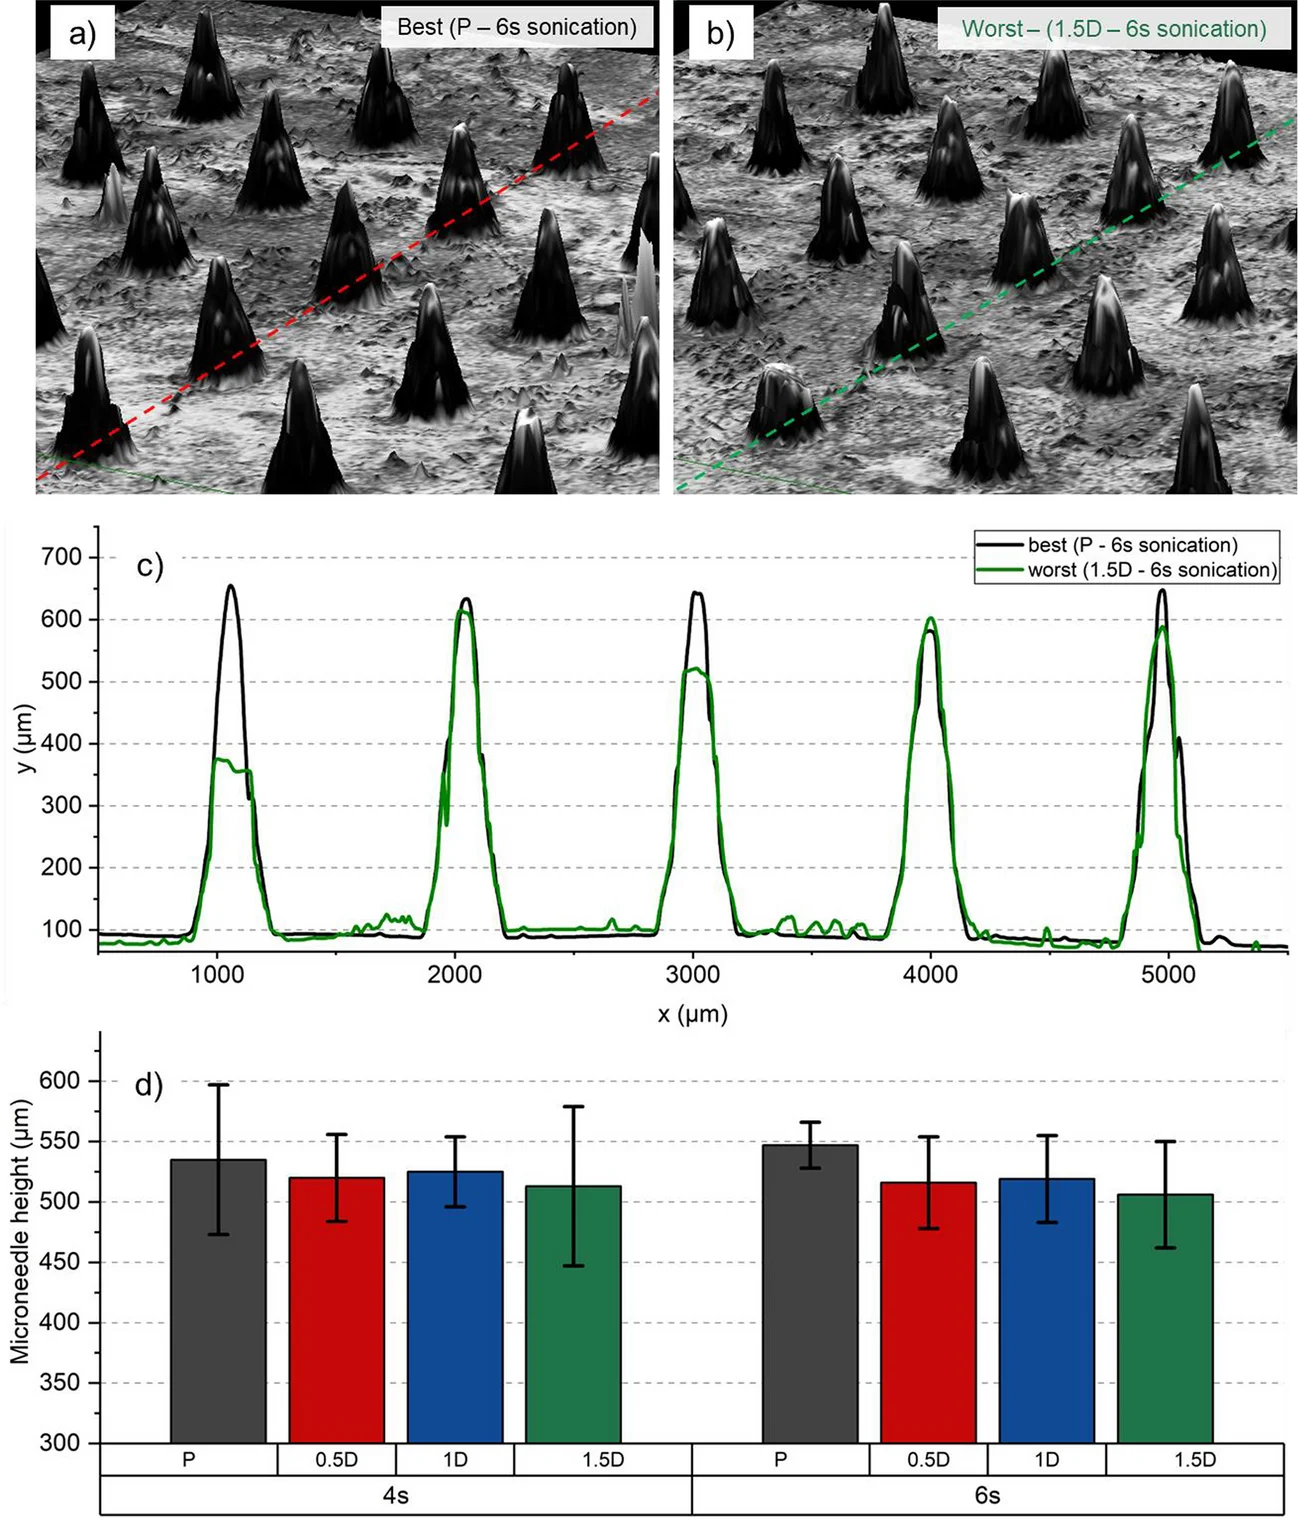 a)
Best (P – 6s sonication)
b)
Worst – (1.5D – 6s sonication)
c)
best (P - 6s sonication)
worst (1.5D - 6s sonication)
700
600
500
400
300
200
100
y (µm)
1000 2000 3000 4000 5000
x (µm)
d)
600
550
500
450
400
350
300
Microneedle height (µm)
P 0.5D 1D 1.5D P 0.5D 1D 1.5D
4s 6s